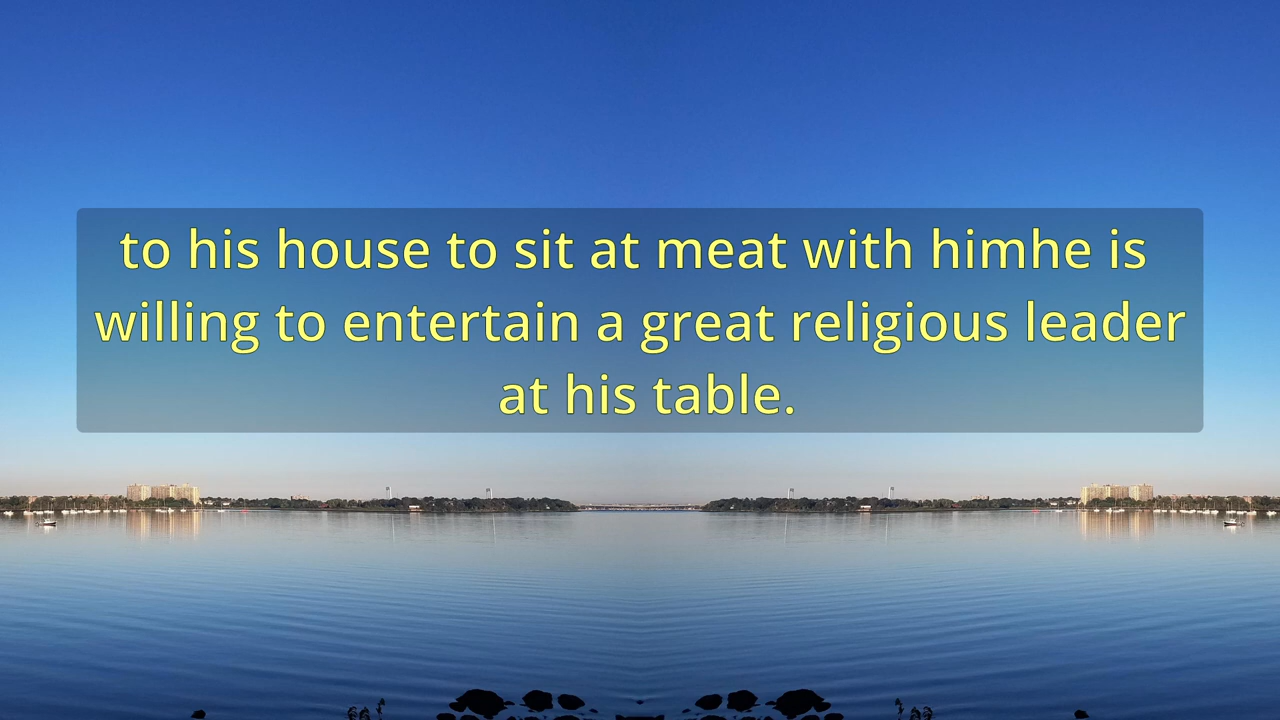 to his house to sit at meat with himhe is
willing to entertain a great religious leader
at his table.